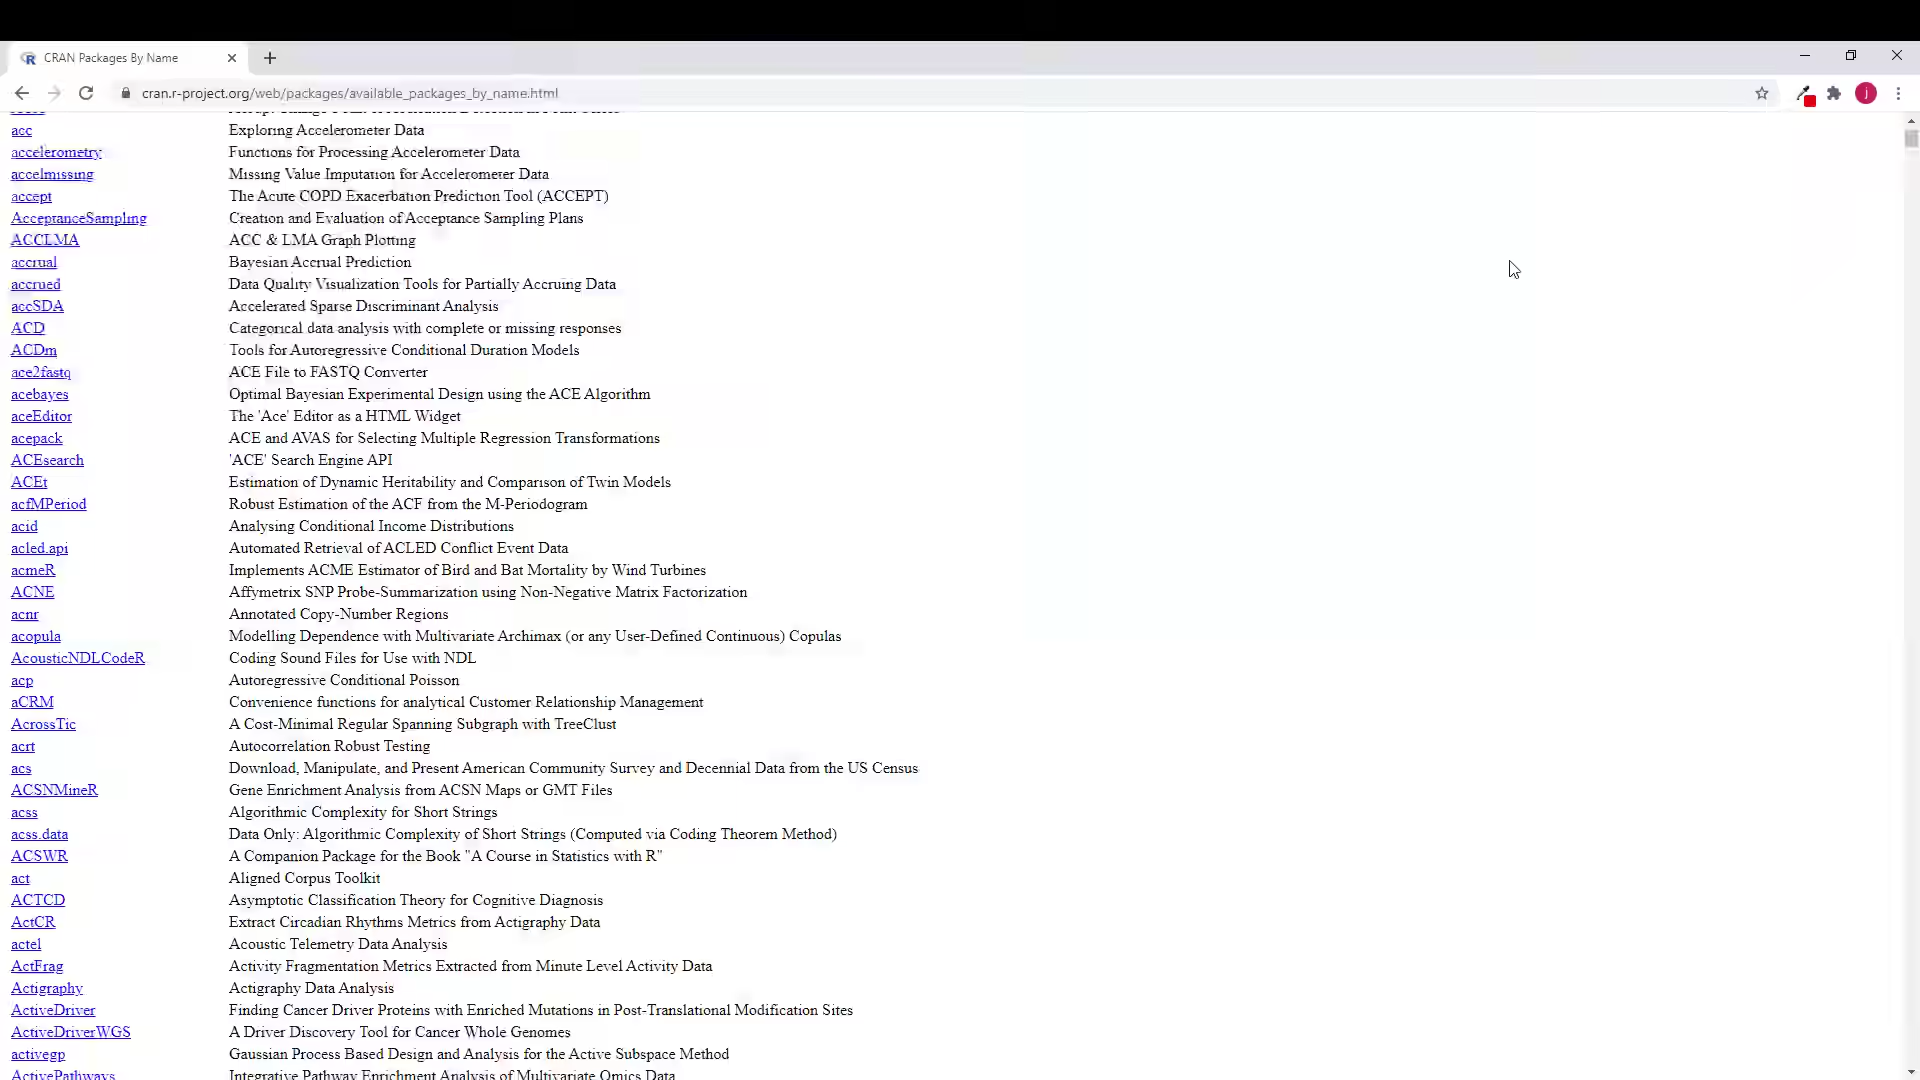 CRAN Packages By Name
cran.r-project.org/web/packages/available_packages_by_name.html
j
acc Exploring Accelerometer Data
accelerometry Functions for Processing Accelerometer Data
accelmissing Missing Value Imputation for Accelerometer Data
accept The Acute COPD Exacerbation Prediction Tool (ACCEPT)
AcceptanceSampling Creation and Evaluation of Acceptance Sampling Plans
ACCLMA ACC & LMA Graph Plotting
accrual Bayesian Accrual Prediction
accrued Data Quality Visualization Tools for Partially Accruing Data
accSDA Accelerated Sparse Discriminant Analysis
ACD Categorical data analysis with complete or missing responses
ACDm Tools for Autoregressive Conditional Duration Models
ace2fastq ACE File to FASTQ Converter
acebayes Optimal Bayesian Experimental Design using the ACE Algorithm
aceEditor The 'Ace' Editor as a HTML Widget
acepack ACE and AVAS for Selecting Multiple Regression Transformations
ACEsearch 'ACE' Search Engine API
ACEt Estimation of Dynamic Heritability and Comparison of Twin Models
acfMPeriod Robust Estimation of the ACF from the M-Periodogram
acid Analysing Conditional Income Distributions
acled.api Automated Retrieval of ACLED Conflict Event Data
acmeR Implements ACME Estimator of Bird and Bat Mortality by Wind Turbines
ACNE Affymetrix SNP Probe-Summarization using Non-Negative Matrix Factorization
acnr Annotated Copy-Number Regions
acopula Modelling Dependence with Multivariate Archimax (or any User-Defined Continuous) Copulas
AcousticNDLCodeR Coding Sound Files for Use with NDL
acp Autoregressive Conditional Poisson
aCRM Convenience functions for analytical Customer Relationship Management
AcrossTic A Cost-Minimal Regular Spanning Subgraph with TreeClust
acrt Autocorrelation Robust Testing
acs Download, Manipulate, and Present American Community Survey and Decennial Data from the US Census
ACSNMineR Gene Enrichment Analysis from ACSN Maps or GMT Files
acss Algorithmic Complexity for Short Strings
acss.data Data Only: Algorithmic Complexity of Short Strings (Computed via Coding Theorem Method)
ACSWR A Companion Package for the Book "A Course in Statistics with R"
act Aligned Corpus Toolkit
ACTCD Asymptotic Classification Theory for Cognitive Diagnosis
ActCR Extract Circadian Rhythms Metrics from Actigraphy Data
actel Acoustic Telemetry Data Analysis
ActFrag Activity Fragmentation Metrics Extracted from Minute Level Activity Data
Actigraphy Actigraphy Data Analysis
ActiveDriver Finding Cancer Driver Proteins with Enriched Mutations in Post-Translational Modification Sites
ActiveDriverWGS A Driver Discovery Tool for Cancer Whole Genomes
activegp Gaussian Process Based Design and Analysis for the Active Subspace Method
ActivePathways Integrative Pathway Enrichment Analysis of Multivariate Omics Data